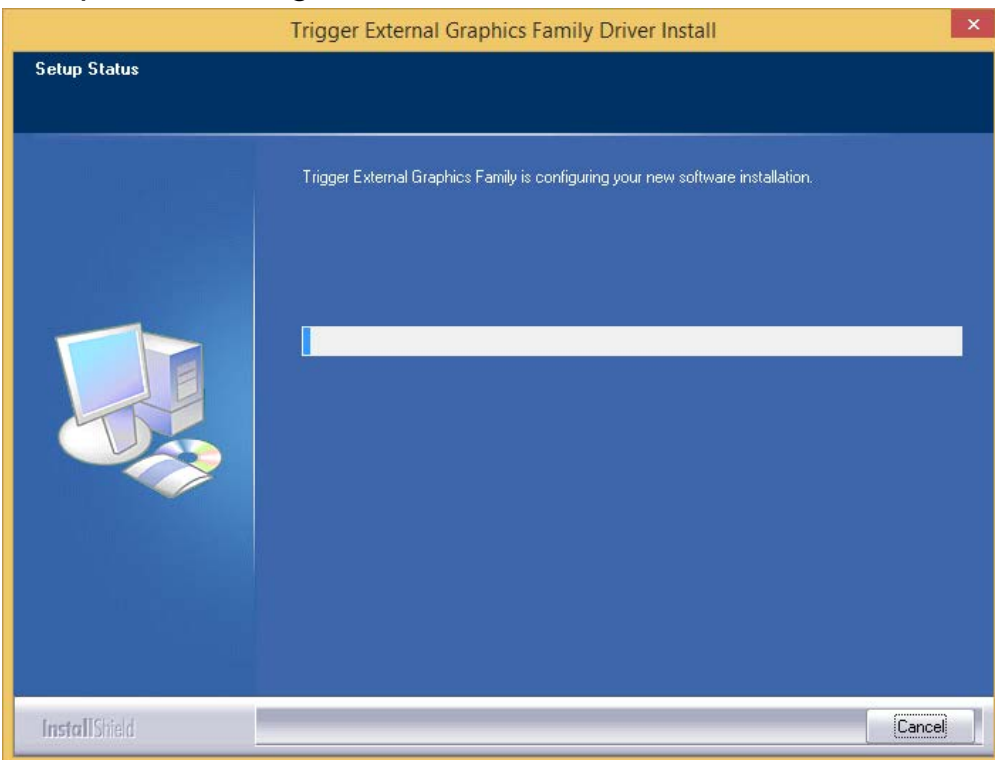 Trigger External Graphics Family Driver Install
Setup Status
Trigger External Graphics Family is configuring your new software installation.
InstallShield
Cancel